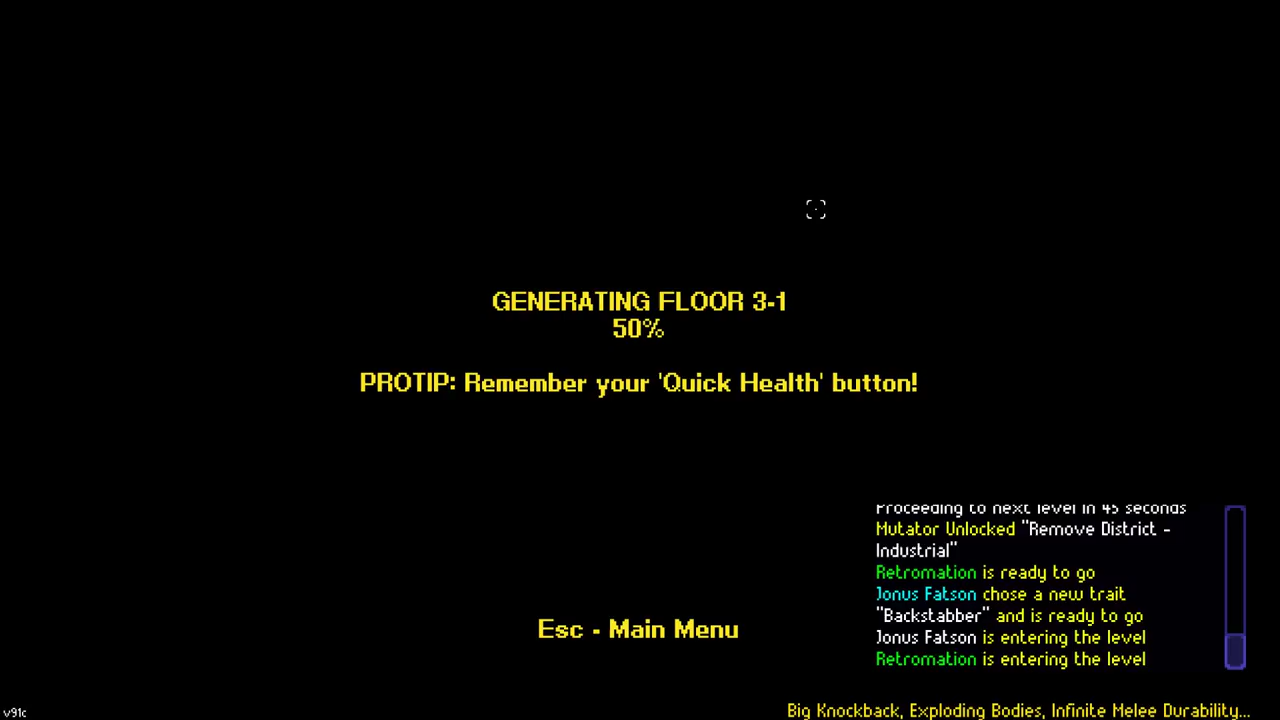 GENERATING FLOOR 3-1
50%
PROTIP: Remember your 'Quick Health' button!
Proceeding to next level in 45 seconds
Mutator Unlocked "Remove District -
Industrial"
Retromation is ready to go
Jonus Fatson chose a new trait
"Backstabber" and is ready to go
Jonus Fatson is entering the level
Retromation is entering the level
Esc - Main Menu
v91c
Big Knockback, Exploding Bodies, Infinite Melee Durability...